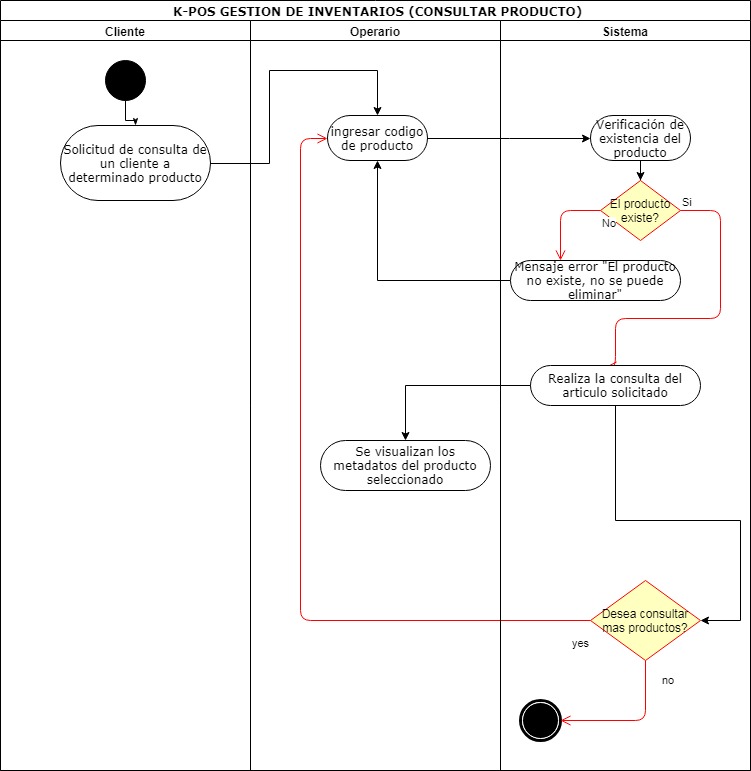 K-POS GESTION DE INVENTARIOS (CONSULTAR PRODUCTO)
Cliente
Operario
Sistema
Solicitud de consulta de
un cliente a
determinado producto
ingresar codigo
de producto
Verificación de
existencia del
producto
El producto
existe?
Si
No
Mensaje error "El producto
no existe, no se puede
eliminar"
Realiza la consulta del
articulo solicitado
Se visualizan los
metadatos del producto
seleccionado
Desea consultar
mas productos?
yes
no